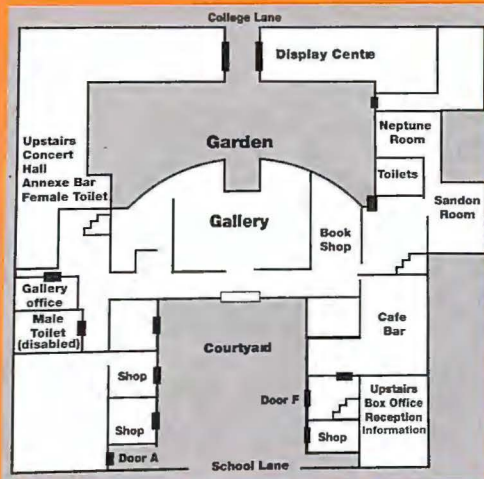 College Lane
Display Centre
Garden
Neptune
Room
Toilets
Sandon
Room
Upstairs
Concert
Hall
Annexe Bar
Female Toilet
Gallery
Book
Shop
Gallery
office
Male
Toilet
(disabled)
Cafe
Bar
Courtyard
Shop
Shop
Door A
Door F
Shop
Upstairs
Box Office
Reception
Information
School Lane